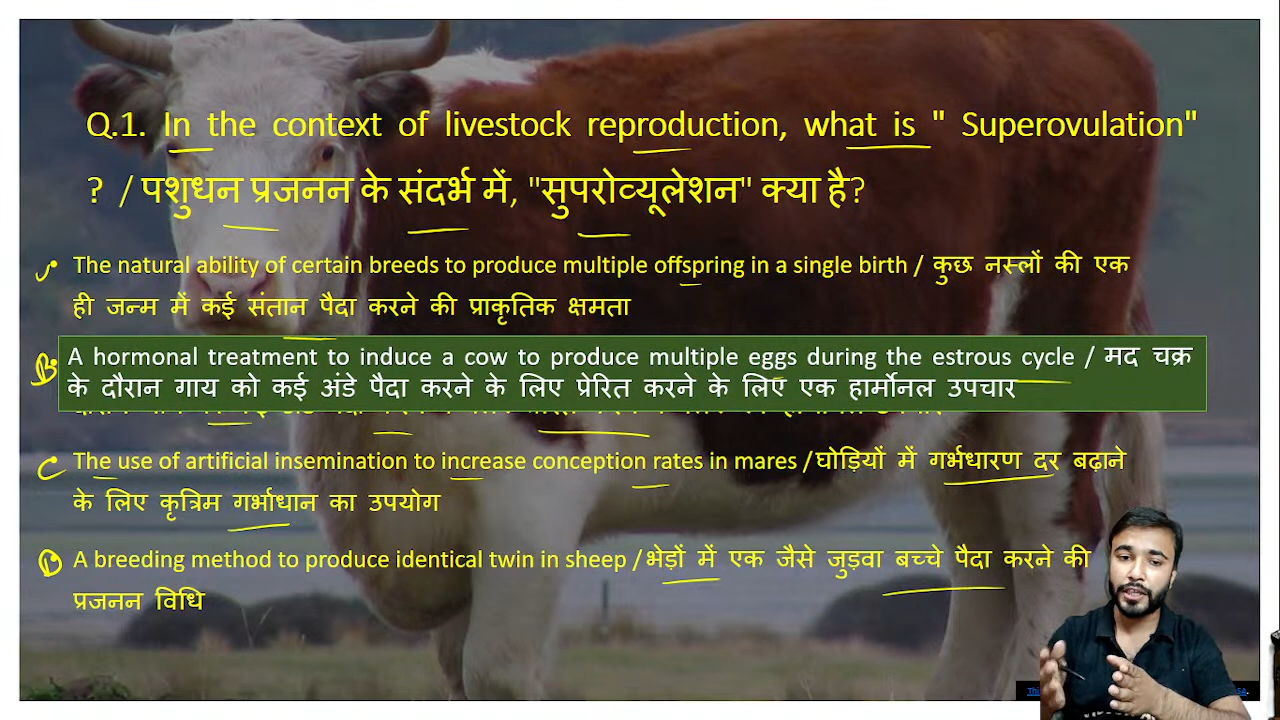 Q.1. In the context of livestock reproduction, what is " Superovulation"
? / पशुधन प्रजनन के संदर्भ में, "सुपरोव्यूलेशन" क्या है?
The natural ability of certain breeds to produce multiple offspring in a single birth / कुछ नस्लों की एक
ही जन्म में कई संतान पैदा करने की प्राकृतिक क्षमता
B
A hormonal treatment to induce a cow to produce multiple eggs during the estrous cycle / मद चक्र
के दौरान गाय को कई अंडे पैदा करने के लिए प्रेरित करने के लिए एक हार्मोनल उपचार
C The use of artificial insemination to increase conception rates in mares /घोड़ियों में गर्भधारण दर बढ़ाने
के लिए कृत्रिम गर्भाधान का उपयोग
D A breeding method to produce identical twin in sheep /भेड़ों में एक जैसे जुड़वा बच्चे पैदा करने की
प्रजनन विधि